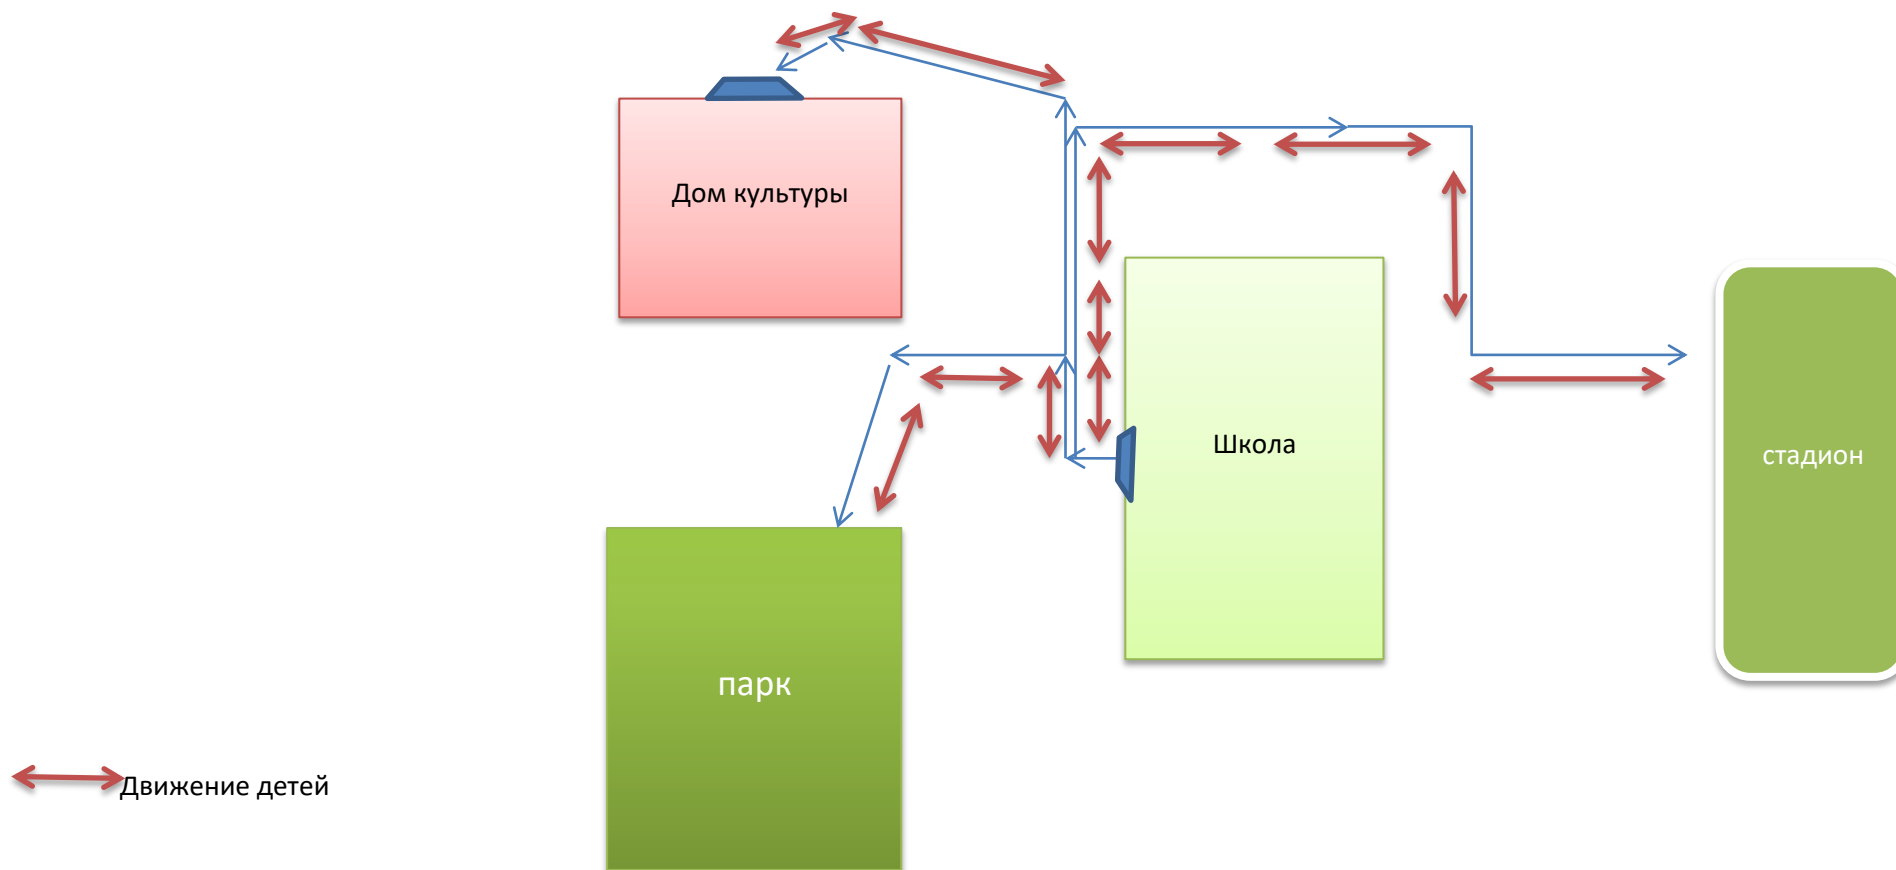 Дом культуры
Школа
стадион
парк
Движение детей